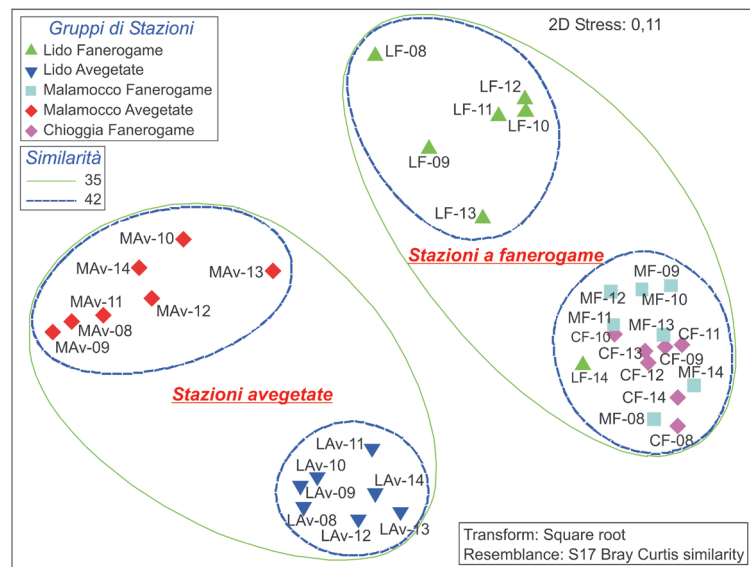 Gruppi di Stazioni
Lido Fanerogame
Lido Avegetate
Malamocco Fanerogame
Malamocco Avegetate
Chioggia Fanerogame
Similarità
35
42
2D Stress: 0,11
LF-08
LF-12
LF-11
LF-10
LF-09
LF-13
Stazioni a fanerogame
MAv-10
MAv-14
MAv-13
MAv-11
MAv-12
MAv-08
MAv-09
MF-09
MF-12
MF-10
MF-11
MF-13
CF-11
CF-10
CF-13
CF-09
LF-14
CF-12
MF-14
CF-14
MF-08
CF-08
Stazioni avegetate
LAv-11
LAv-10
LAv-14
LAv-09
LAv-08
LAv-13
LAv-12
Transform: Square root
Resemblance: S17 Bray Curtis similarity